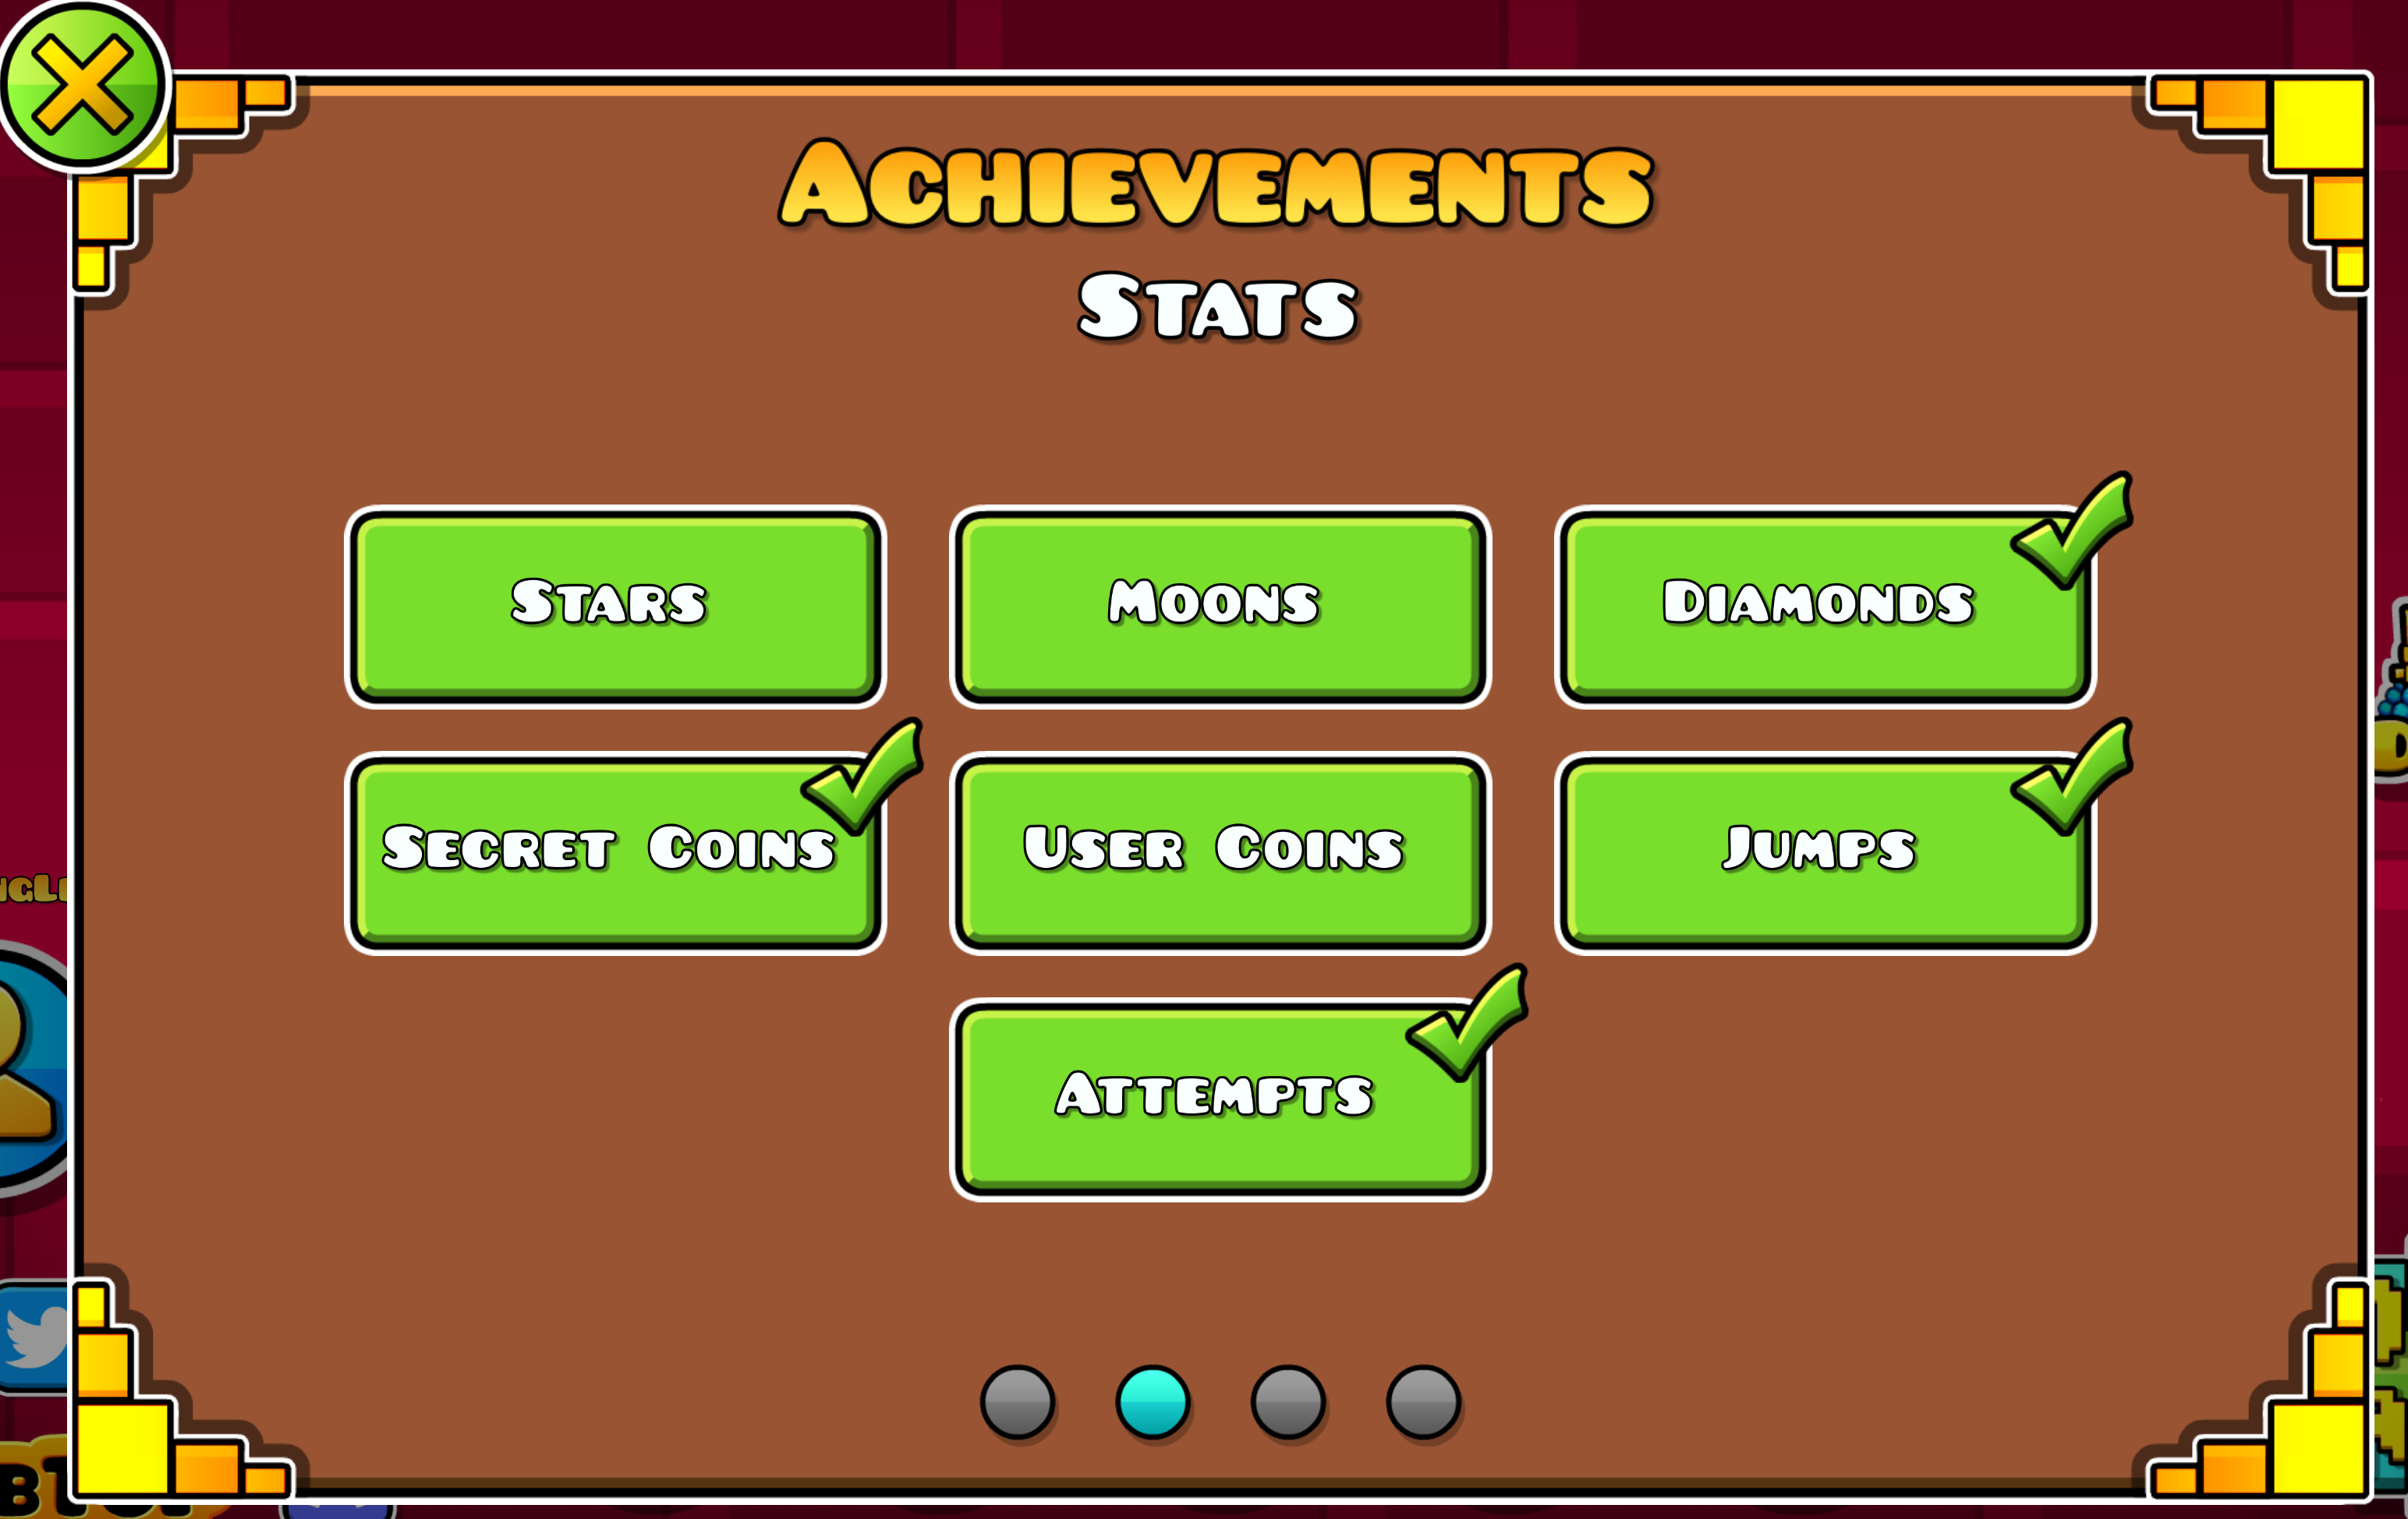 Achievements
Stats
Stars
Moons
Diamonds
Secret Coins
User Coins
Jumps
Attempts